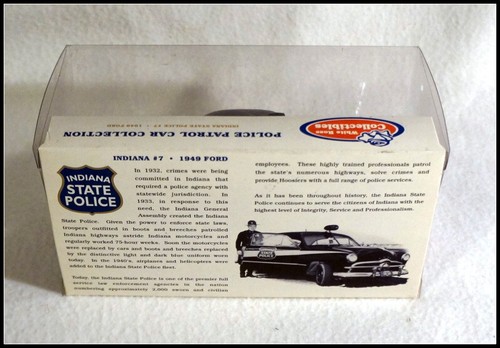 White Rose
Collectibles
POLICE PATROL CAR COLLECTION
INDIANA STATE POLICE #7 • 1949 FORD
INDIANA #7 • 1949 FORD
INDIANA
STATE
POLICE
In 1932, crimes were being
committed in Indiana that
required a police agency with
statewide jurisdiction. In
1933, in response to this
need, the Indiana General
Assembly created the Indiana
State Police. Given the power to enforce state laws,
troopers outfitted in boots and breeches patrolled
Indiana highways astride Indiana motorcycles and
regularly worked 75-hour weeks. Soon the motorcycles
were replaced by cars and boots and breeches replaced
by the distinctive light and dark blue uniform worn
today. In the 1940's, airplanes and helicopters were
added to the Indiana State Police fleet.
Today, the Indiana State Police is one of the premier full
service law enforcement agencies in the nation
numbering approximately 2,000 sworn and civilian
employees. These highly trained professionals patrol
the state's numerous highways, solve crimes and
provide Hoosiers with a full range of police services.
As it has been throughout history, the Indiana State
Police continues to serve the citizens of Indiana with the
highest level of Integrity, Service and Professionalism.